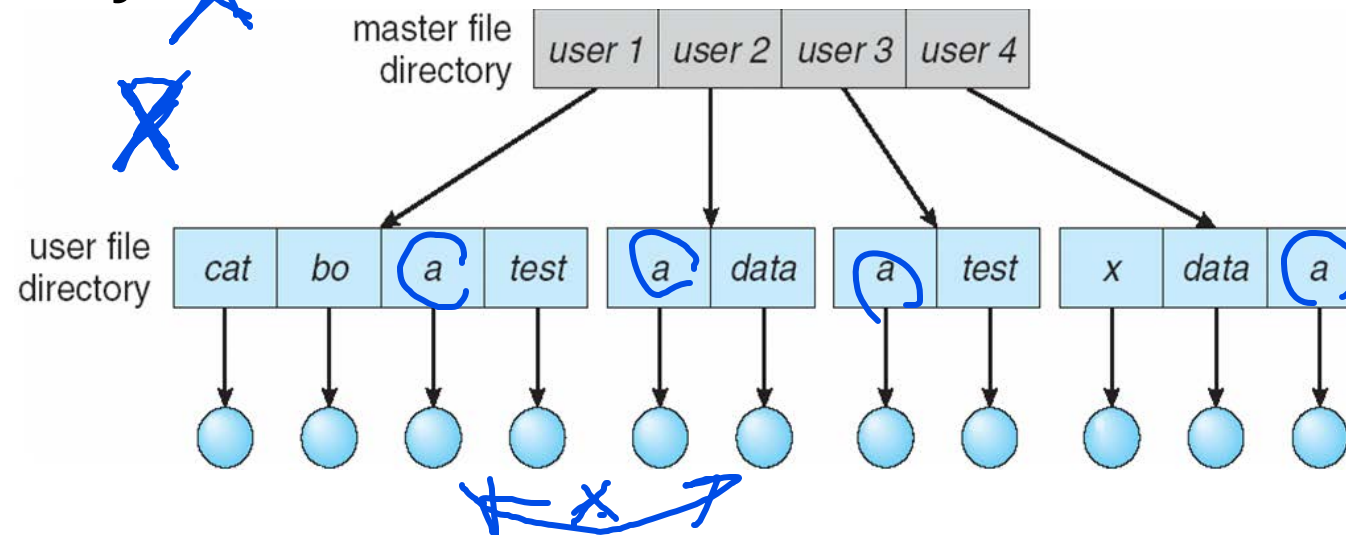 master file
directory
user 1 user 2 user 3 user 4
user file
directory
cat bo a test a data a test x data a
x